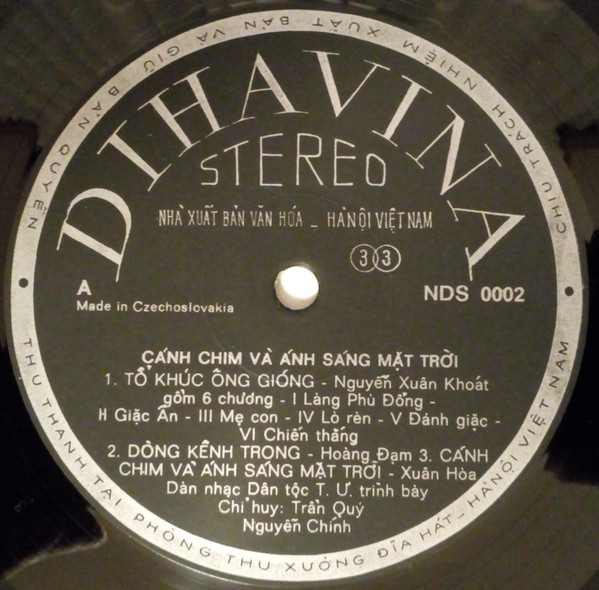 DIHAVINA
STEREO
NHÀ XUẤT BẢN VĂN HÓA _ HÀ NỘI VIỆT NAM
33
A
NDS 0002
Made in Czechoslovakia
CÁNH CHIM VÀ ÁNH SÁNG MẶT TRỜI
1. TỔ KHÚC ÔNG GIÓNG - Nguyễn Xuân Khoát
gồm 6 chương - I Làng Phù Đổng -
II Giặc Ân - III Mẹ con - IV Lò rèn - V Đánh giặc -
VI Chiến thắng
2. DÒNG KÊNH TRONG - Hoàng Đạm 3. CÁNH
CHIM VÀ ÁNH SÁNG MẶT TRỜI - Xuân Hòa
Dàn nhạc Dân tộc T. Ư. trình bày
Chỉ huy: Trần Quý
Nguyễn Chính
CHỊU TRÁCH NHIỆM XUẤT BẢN VÀ GIỮ BẢN QUYỀN
THU THANH TẠI PHÒNG THU XƯỞNG ĐĨA HÁT - HÀ NỘI VIỆT NAM